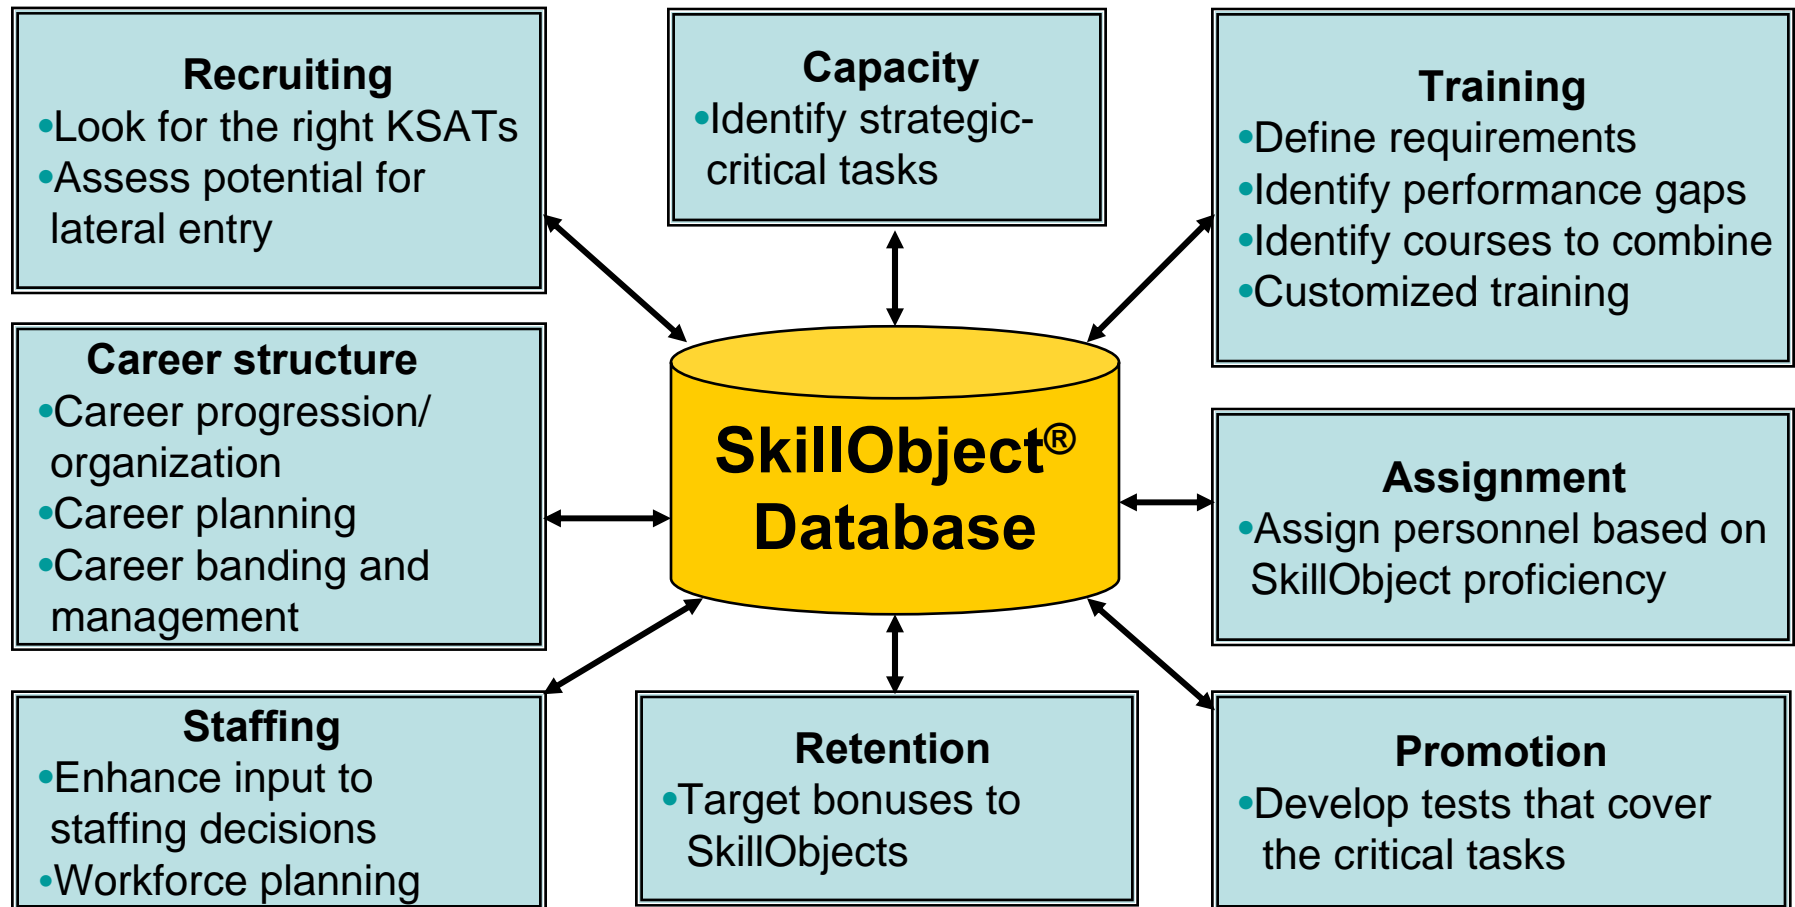 Recruiting
•Look for the right KSATs
•Assess potential for
lateral entry
Capacity
•Identify strategic-
critical tasks
Training
•Define requirements
•Identify performance gaps
•Identify courses to combine
•Customized training
Career structure
•Career progression/
organization
•Career planning
•Career banding and
management
SkillObject®
Database
Assignment
•Assign personnel based on
SkillObject proficiency
Staffing
•Enhance input to
staffing decisions
•Workforce planning
Retention
•Target bonuses to
SkillObjects
Promotion
•Develop tests that cover
the critical tasks